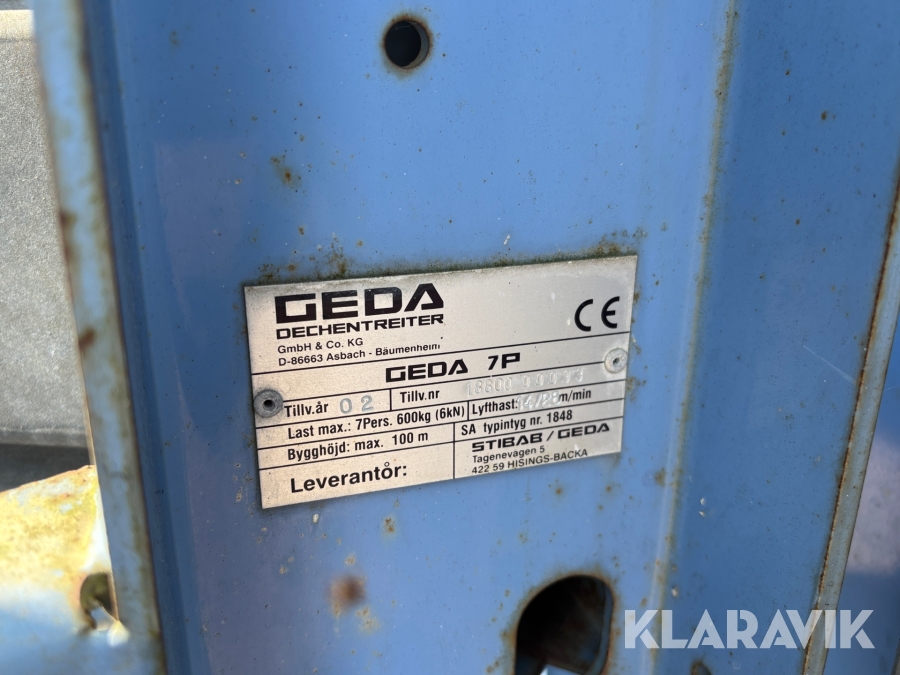 GEDA
DECHENTREITER
GmbH & Co. KG
D-86663 Asbach - Bäumenheim
CE
GEDA 7P
Tillv.år 02 Tillv.nr
Last max.: 7Pers. 600kg (6kN) Lyfthast: m/min
Bygghöjd: max. 100 m SA typintyg nr. 1848
Leverantör:
STIBAB/GEDA
Tagenevägen 5
422 59 HISINGS-BACKA
KLARAVIK